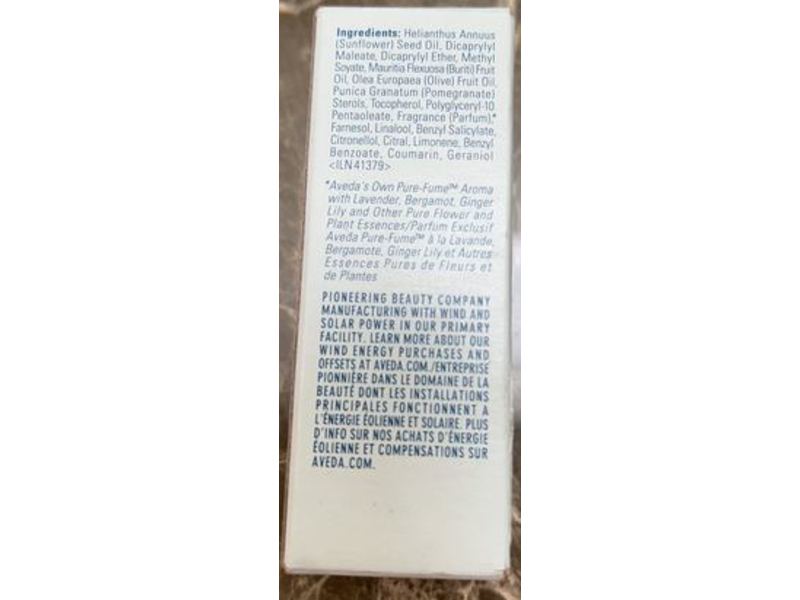 Ingredients: Helianthus Annuus
(Sunflower) Seed Oil, Dicaprylyl
Maleate, Dicaprylyl Ether, Methyl
Soyate, Mauritia Flexuosa (Buriti) Fruit
Oil, Olea Europaea (Olive) Fruit Oil,
Punica Granatum (Pomegranate)
Sterols, Tocopherol, Polyglyceryl-10
Pentaoleate, Fragrance (Parfum),*
Farnesol, Linalool, Benzyl Salicylate,
Citronellol, Citral, Limonene, Benzyl
Benzoate, Coumarin, Geraniol
<ILN41379>
*Aveda's Own Pure-Fume™ Aroma
with Lavender, Bergamot, Ginger
Lily and Other Pure Flower and
Plant Essences/Parfum Exclusif
Aveda Pure-Fume™ à la Lavande,
Bergamote, Ginger Lily et Autres
Essences Pures de Fleurs et
de Plantes
PIONEERING BEAUTY COMPANY
MANUFACTURING WITH WIND AND
SOLAR POWER IN OUR PRIMARY
FACILITY. LEARN MORE ABOUT OUR
WIND ENERGY PURCHASES AND
OFFSETS AT AVEDA.COM./ENTREPRISE
PIONNIÈRE DANS LE DOMAINE DE LA
BEAUTÉ DONT LES INSTALLATIONS
PRINCIPALES FONCTIONNENT À
L'ÉNERGIE ÉOLIENNE ET SOLAIRE. PLUS
D'INFO SUR NOS ACHATS D'ÉNERGIE
ÉOLIENNE ET COMPENSATIONS SUR
AVEDA.COM.